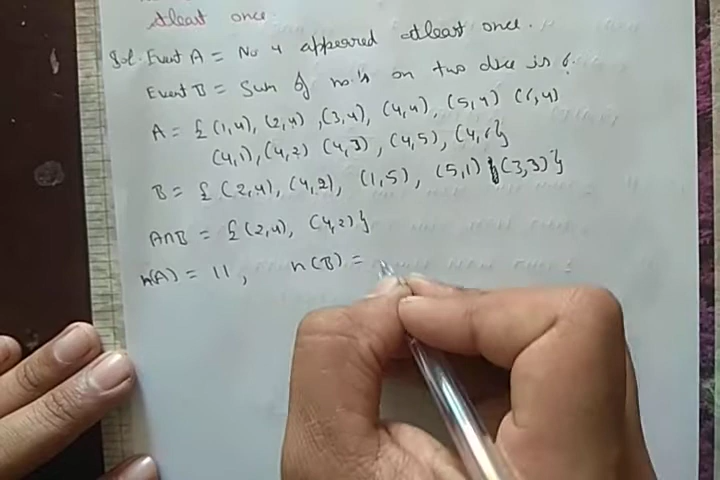 atleast once.
Sol. Event A = No 4 appeared atleast once.
Event B = Sum of no.'s on two dice is 6.
A = { (1,4), (2,4), (3,4), (4,4), (5,4) (6,4)
(4,1), (4,2) (4,3), (4,5), (4,6)}
B = { (2,4), (4,2), (1,5), (5,1) (3,3) }
A∩B = { (2,4), (4,2) }
n(A) = 11, n(B) =